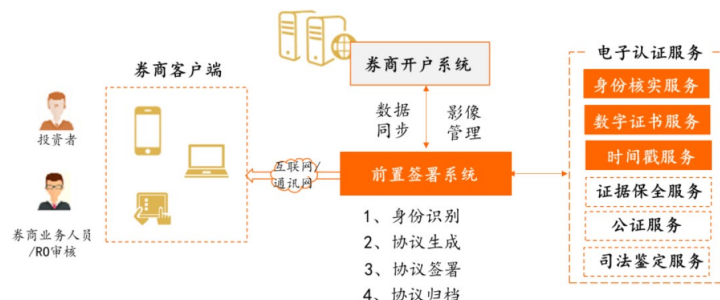 券商客户端
投资者
券商业务人员
/RO审核
互联网/
通讯网
券商开户系统
数据
同步
影像
管理
前置签署系统
1、身份识别
2、协议生成
3、协议签署
4、协议归档
电子认证服务
身份核实服务
数字证书服务
时间戳服务
证据保全服务
公证服务
司法鉴定服务